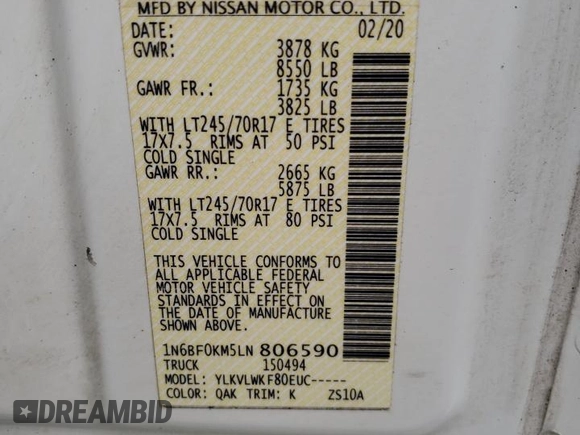 MFD BY NISSAN MOTOR CO., LTD.
DATE: 02/20
GVWR: 3878 KG
8550 LB
GAWR FR.: 1735 KG
3825 LB
WITH LT245/70R17 E TIRES
17X7.5 RIMS AT 50 PSI
COLD SINGLE
GAWR RR.: 2665 KG
5875 LB
WITH LT245/70R17 E TIRES
17X7.5 RIMS AT 80 PSI
COLD SINGLE
THIS VEHICLE CONFORMS TO
ALL APPLICABLE FEDERAL
MOTOR VEHICLE SAFETY
STANDARDS IN EFFECT ON
THE DATE OF MANUFACTURE
SHOWN ABOVE.
1N6BF0KM5LN 806590
TRUCK 150494
MODEL: YLKVLWKF80EUC-----
COLOR: QAK TRIM: K ZS10A
DEALERS EDGE
AUCTION PLATFORM